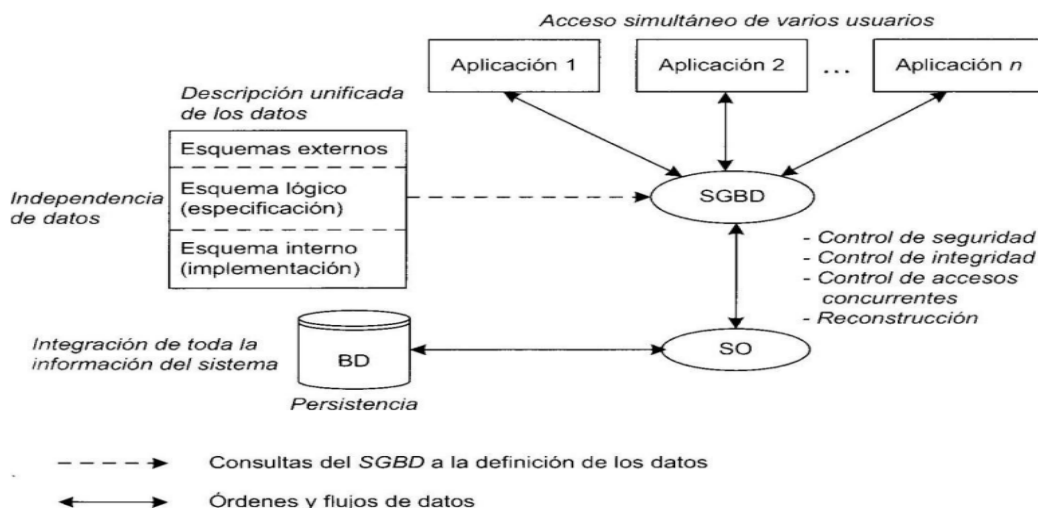 Acceso simultáneo de varios usuarios
Aplicación 1
Aplicación 2
...
Aplicación n
Descripción unificada
de los datos
Esquemas externos
Esquema lógico
(especificación)
Esquema interno
(implementación)
Independencia
de datos
SGBD
- Control de seguridad
- Control de integridad
- Control de accesos
concurrentes
- Reconstrucción
SO
Integración de toda la
información del sistema
BD
Persistencia
Consultas del SGBD a la definición de los datos
Órdenes y flujos de datos